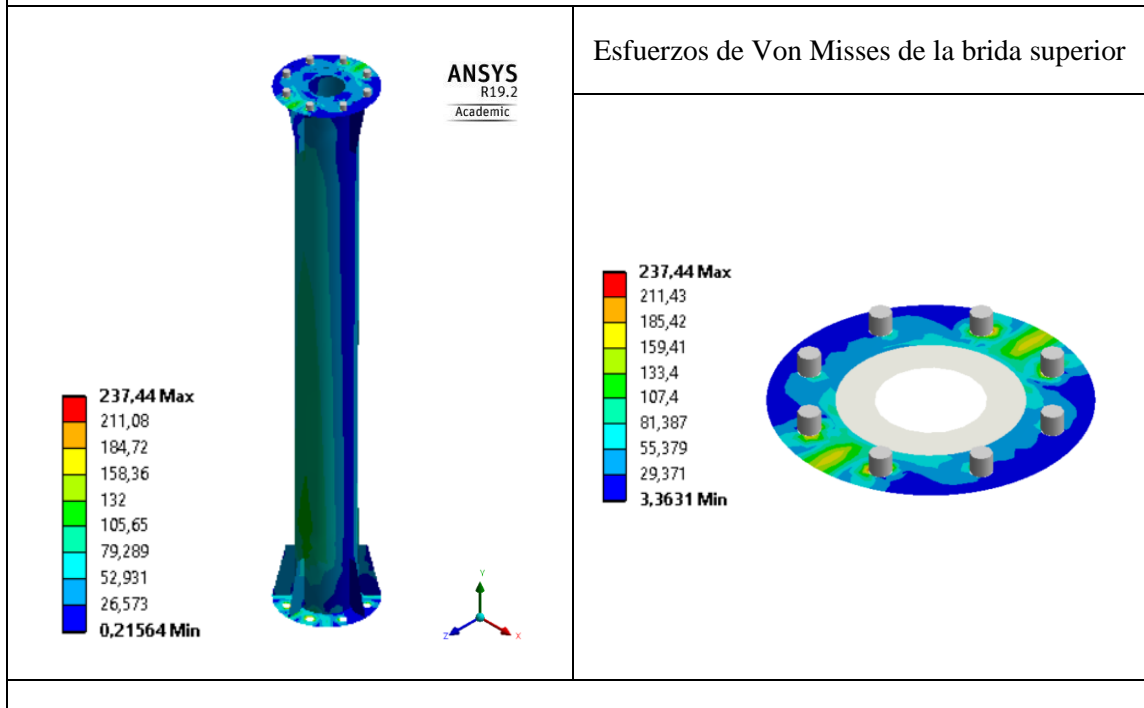 ANSYS
R19.2
Academic
237,44 Max
211,08
184,72
158,36
132
105,65
79,289
52,931
26,573
0,21564 Min
Y
Z
X
Esfuerzos de Von Misses de la brida superior
237,44 Max
211,43
185,42
159,41
133,4
107,4
81,387
55,379
29,371
3,3631 Min